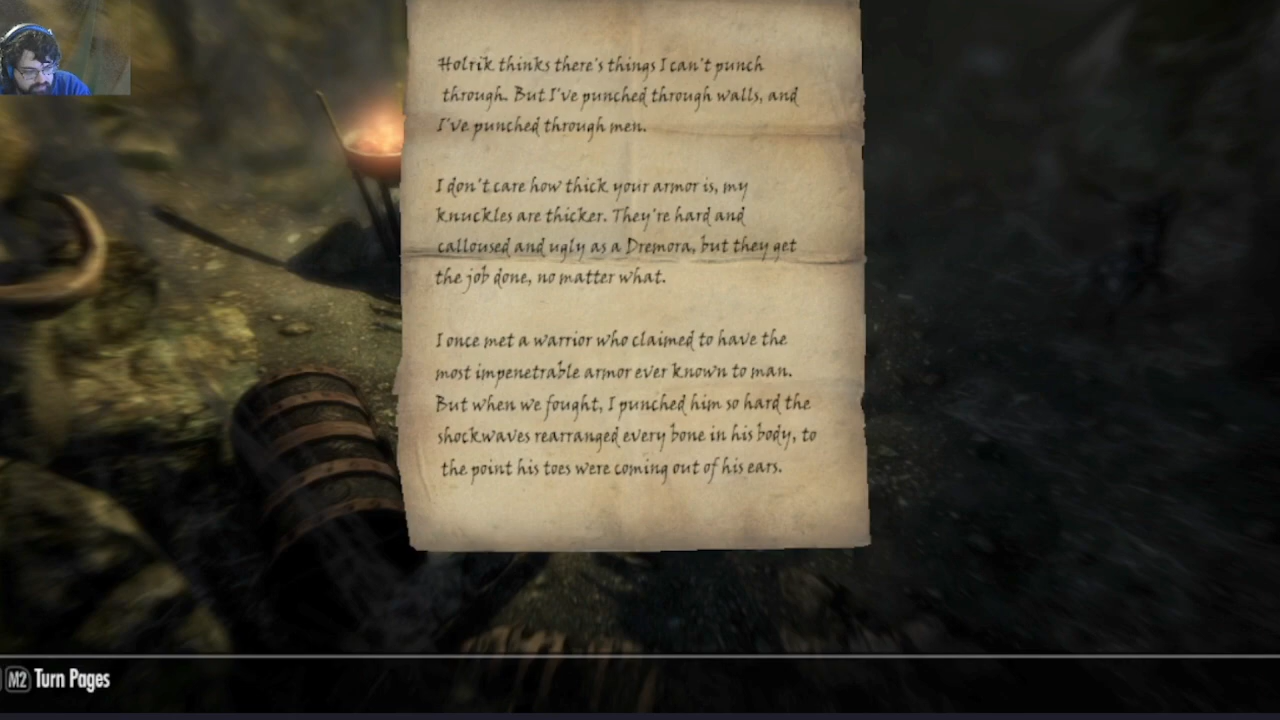 Holrik thinks there's things I can't punch
through. But I've punched through walls, and
I've punched through men.
I don't care how thick your armor is, my
knuckles are thicker. They're hard and
calloused and ugly as a Dremora, but they get
the job done, no matter what.
I once met a warrior who claimed to have the
most impenetrable armor ever known to man.
But when we fought, I punched him so hard the
shockwaves rearranged every bone in his body, to
the point his toes were coming out of his ears.
M2 Turn Pages